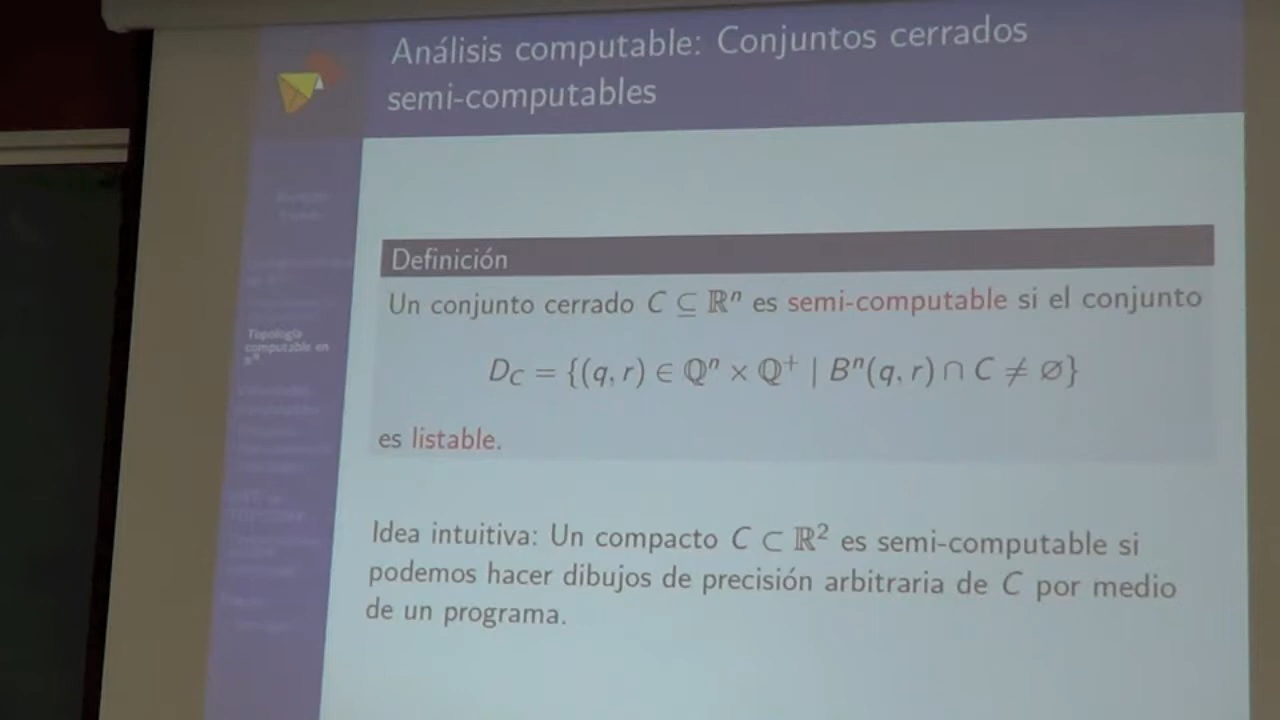 Análisis computable: Conjuntos cerrados
semi-computables
Topología
computable en
ℝⁿ
Definición
Un conjunto cerrado C ⊆ ℝⁿ es semi-computable si el conjunto
D_C = {(q, r) ∈ ℚⁿ × ℚ⁺ | Bⁿ(q, r) ∩ C ≠ ∅}
es listable.
Idea intuitiva: Un compacto C ⊂ ℝ² es semi-computable si
podemos hacer dibujos de precisión arbitraria de C por medio
de un programa.